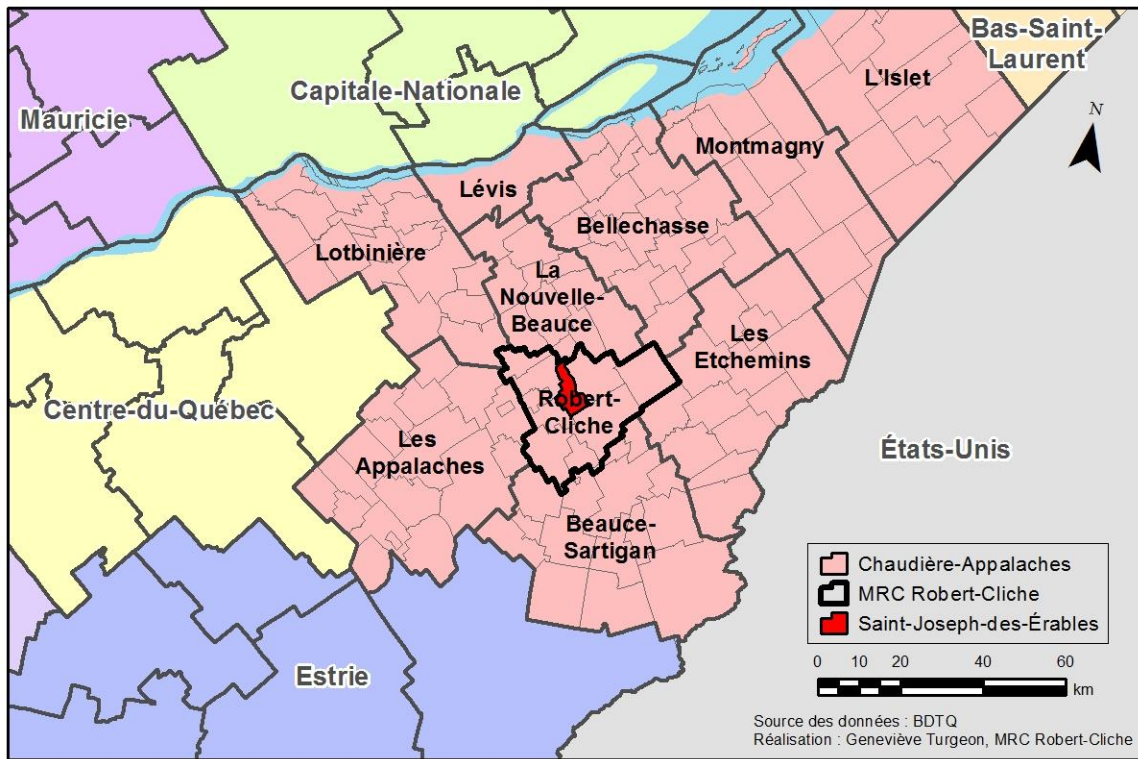 Bas-Saint-
Laurent
L'Islet
Capitale-Nationale
Mauricie
N
Montmagny
Lévis
Bellechasse
Lotbinière
La
Nouvelle-
Beauce
Les
Etchemins
Robert-
Cliche
Centre-du-Québec
Les
Appalaches
États-Unis
Beauce-
Sartigan
Estrie
Chaudière-Appalaches
MRC Robert-Cliche
Saint-Joseph-des-Érables
0 10 20 40 60
km
Source des données : BDTQ
Réalisation : Geneviève Turgeon, MRC Robert-Cliche